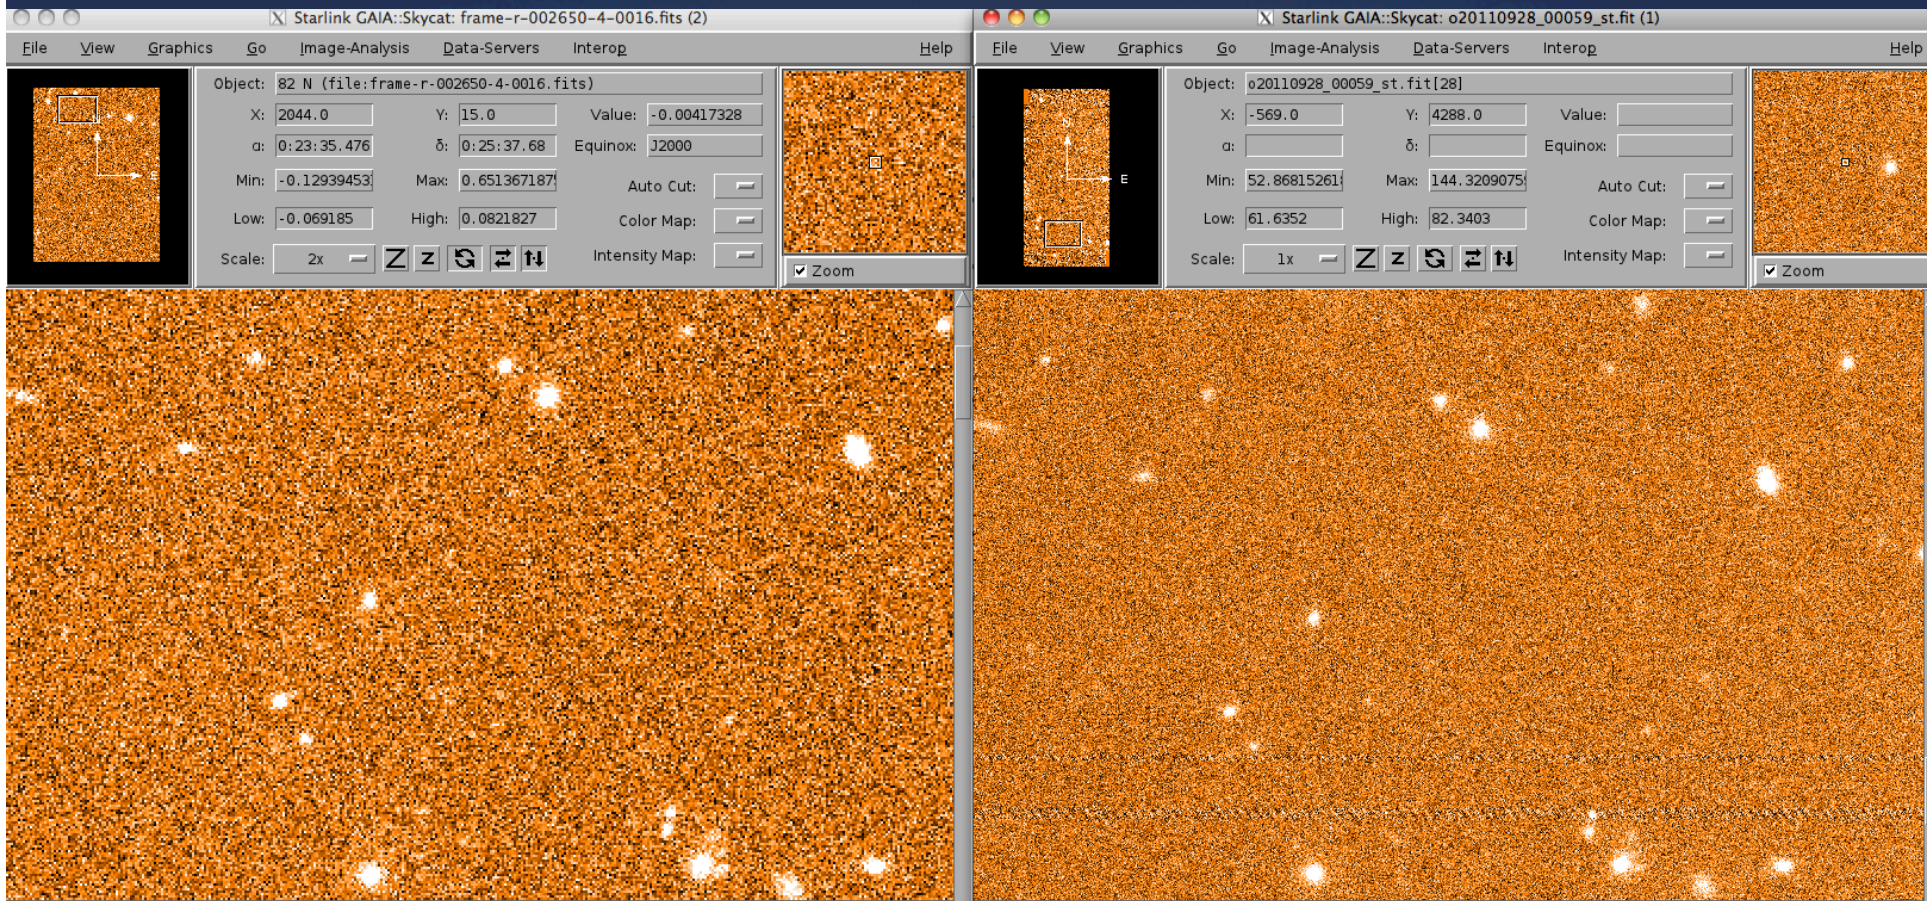 Starlink GAIA::Skycat: frame-r-002650-4-0016.fits (2)
File View Graphics Go Image-Analysis Data-Servers Interop Help
Object: 82 N (file:frame-r-002650-4-0016.fits)
X: 2044.0 Y: 15.0 Value: -0.00417328
α: 0:23:35.476 δ: 0:25:37.68 Equinox: J2000
Min: -0.12939453 Max: 0.651367187 Auto Cut:
Low: -0.069185 High: 0.0821827 Color Map:
Scale: 2x Z z Intensity Map:
Zoom
Starlink GAIA::Skycat: o20110928_00059_st.fit (1)
File View Graphics Go Image-Analysis Data-Servers Interop Help
Object: o20110928_00059_st.fit[28]
X: -569.0 Y: 4288.0 Value:
α: δ: Equinox:
Min: 52.86815261 Max: 144.3209075 Auto Cut:
Low: 61.6352 High: 82.3403 Color Map:
Scale: 1x Z z Intensity Map:
Zoom
E